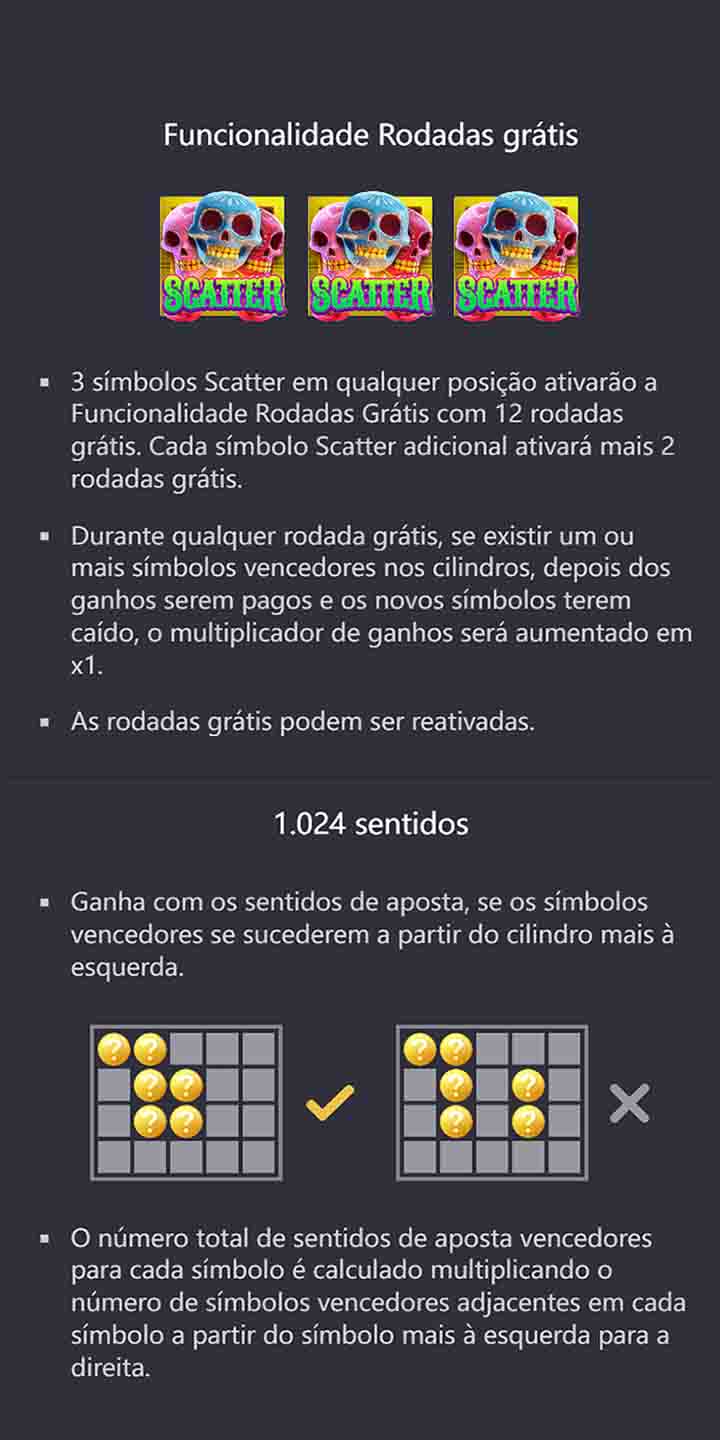 Funcionalidade Rodadas grátis
SCATTER SCATTER SCATTER
▪ 3 símbolos Scatter em qualquer posição ativarão a
Funcionalidade Rodadas Grátis com 12 rodadas
grátis. Cada símbolo Scatter adicional ativará mais 2
rodadas grátis.
▪ Durante qualquer rodada grátis, se existir um ou
mais símbolos vencedores nos cilindros, depois dos
ganhos serem pagos e os novos símbolos terem
caído, o multiplicador de ganhos será aumentado em
x1.
▪ As rodadas grátis podem ser reativadas.
1.024 sentidos
▪ Ganha com os sentidos de aposta, se os símbolos
vencedores se sucederem a partir do cilindro mais à
esquerda.
? ? ? ?
? ? ? ?
? ? ? ?
▪ O número total de sentidos de aposta vencedores
para cada símbolo é calculado multiplicando o
número de símbolos vencedores adjacentes em cada
símbolo a partir do símbolo mais à esquerda para a
direita.